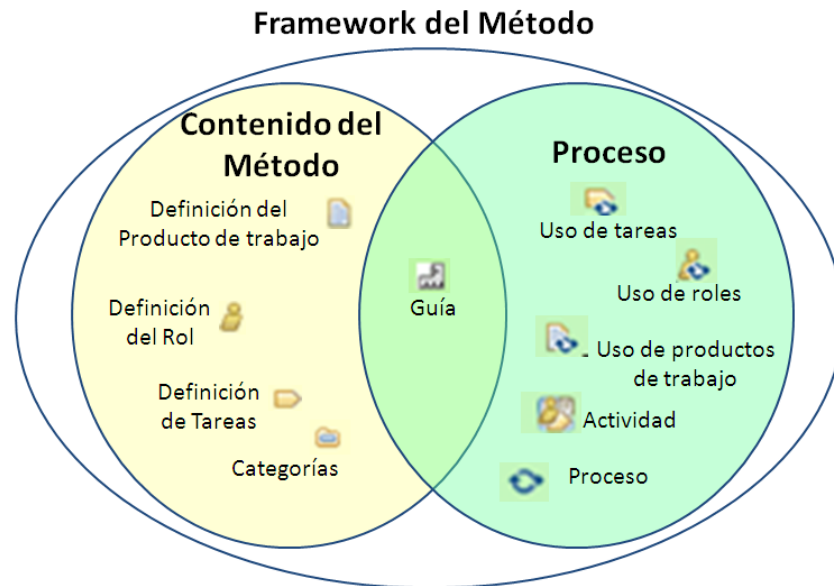 Framework del Método
Contenido del
Método
Definición del
Producto de trabajo
Definición
del Rol
Definición
de Tareas
Categorías
Guía
Proceso
Uso de tareas
Uso de roles
Uso de productos
de trabajo
Actividad
Proceso